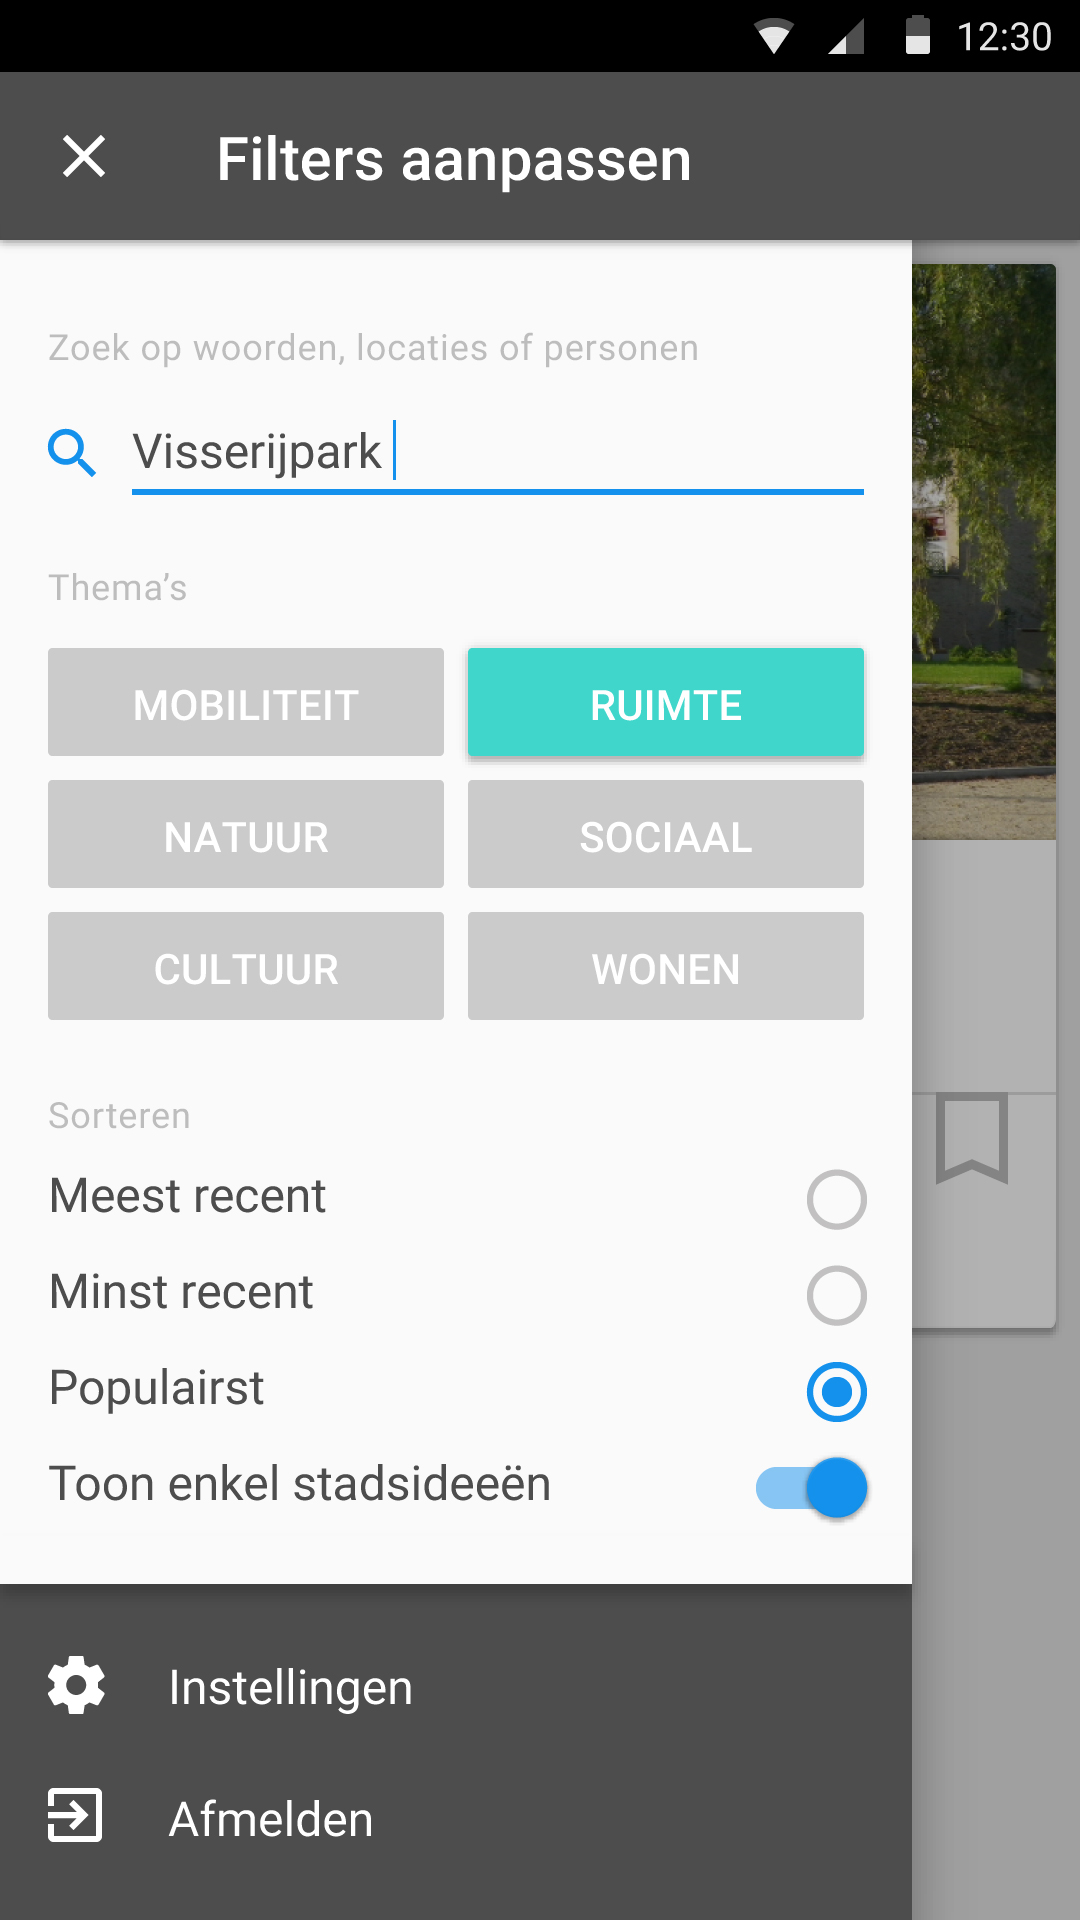 12:30
Filters aanpassen
Zoek op woorden, locaties of personen
Visserijpark
Thema’s
MOBILITEIT
RUIMTE
NATUUR
SOCIAAL
CULTUUR
WONEN
Sorteren
Meest recent
Minst recent
Populairst
Toon enkel stadsideeën
Instellingen
Afmelden